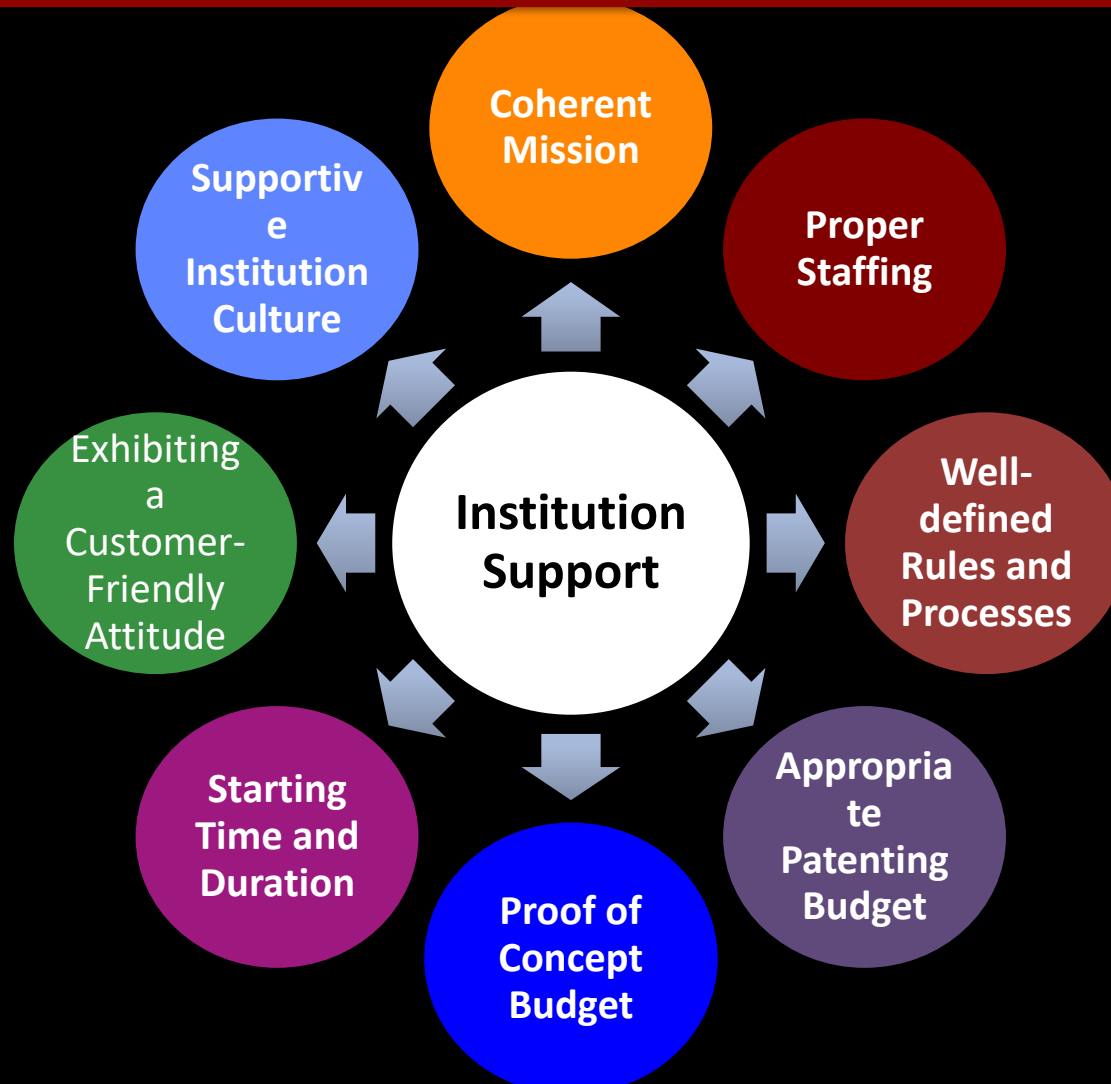 Coherent
Mission
Proper
Staffing
Well-
defined
Rules and
Processes
Appropria
te
Patenting
Budget
Proof of
Concept
Budget
Starting
Time and
Duration
Exhibiting
a
Customer-
Friendly
Attitude
Supportiv
e
Institution
Culture
Institution
Support